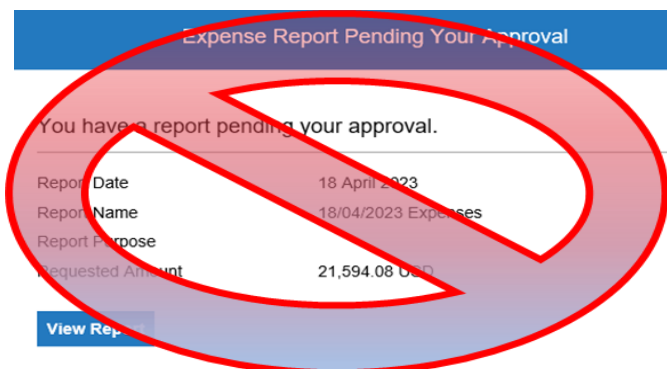 Expense Report Pending Your Approval
You have a report pending your approval.
Report Date 18 April 2023
Report Name 18/04/2023 Expenses
Report Purpose
Requested Amount 21,594.08 USD
View Report